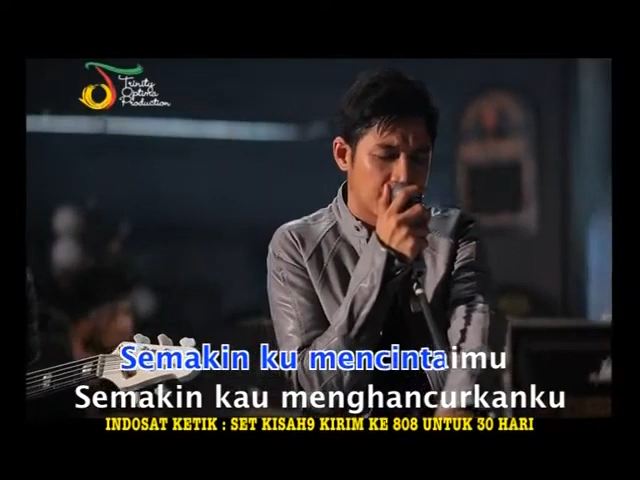 Trinity
Optima
Production
Semakin ku mencintaimu
Semakin kau menghancurkanku
INDOSAT KETIK : SET KISAH9 KIRIM KE 808 UNTUK 30 HARI